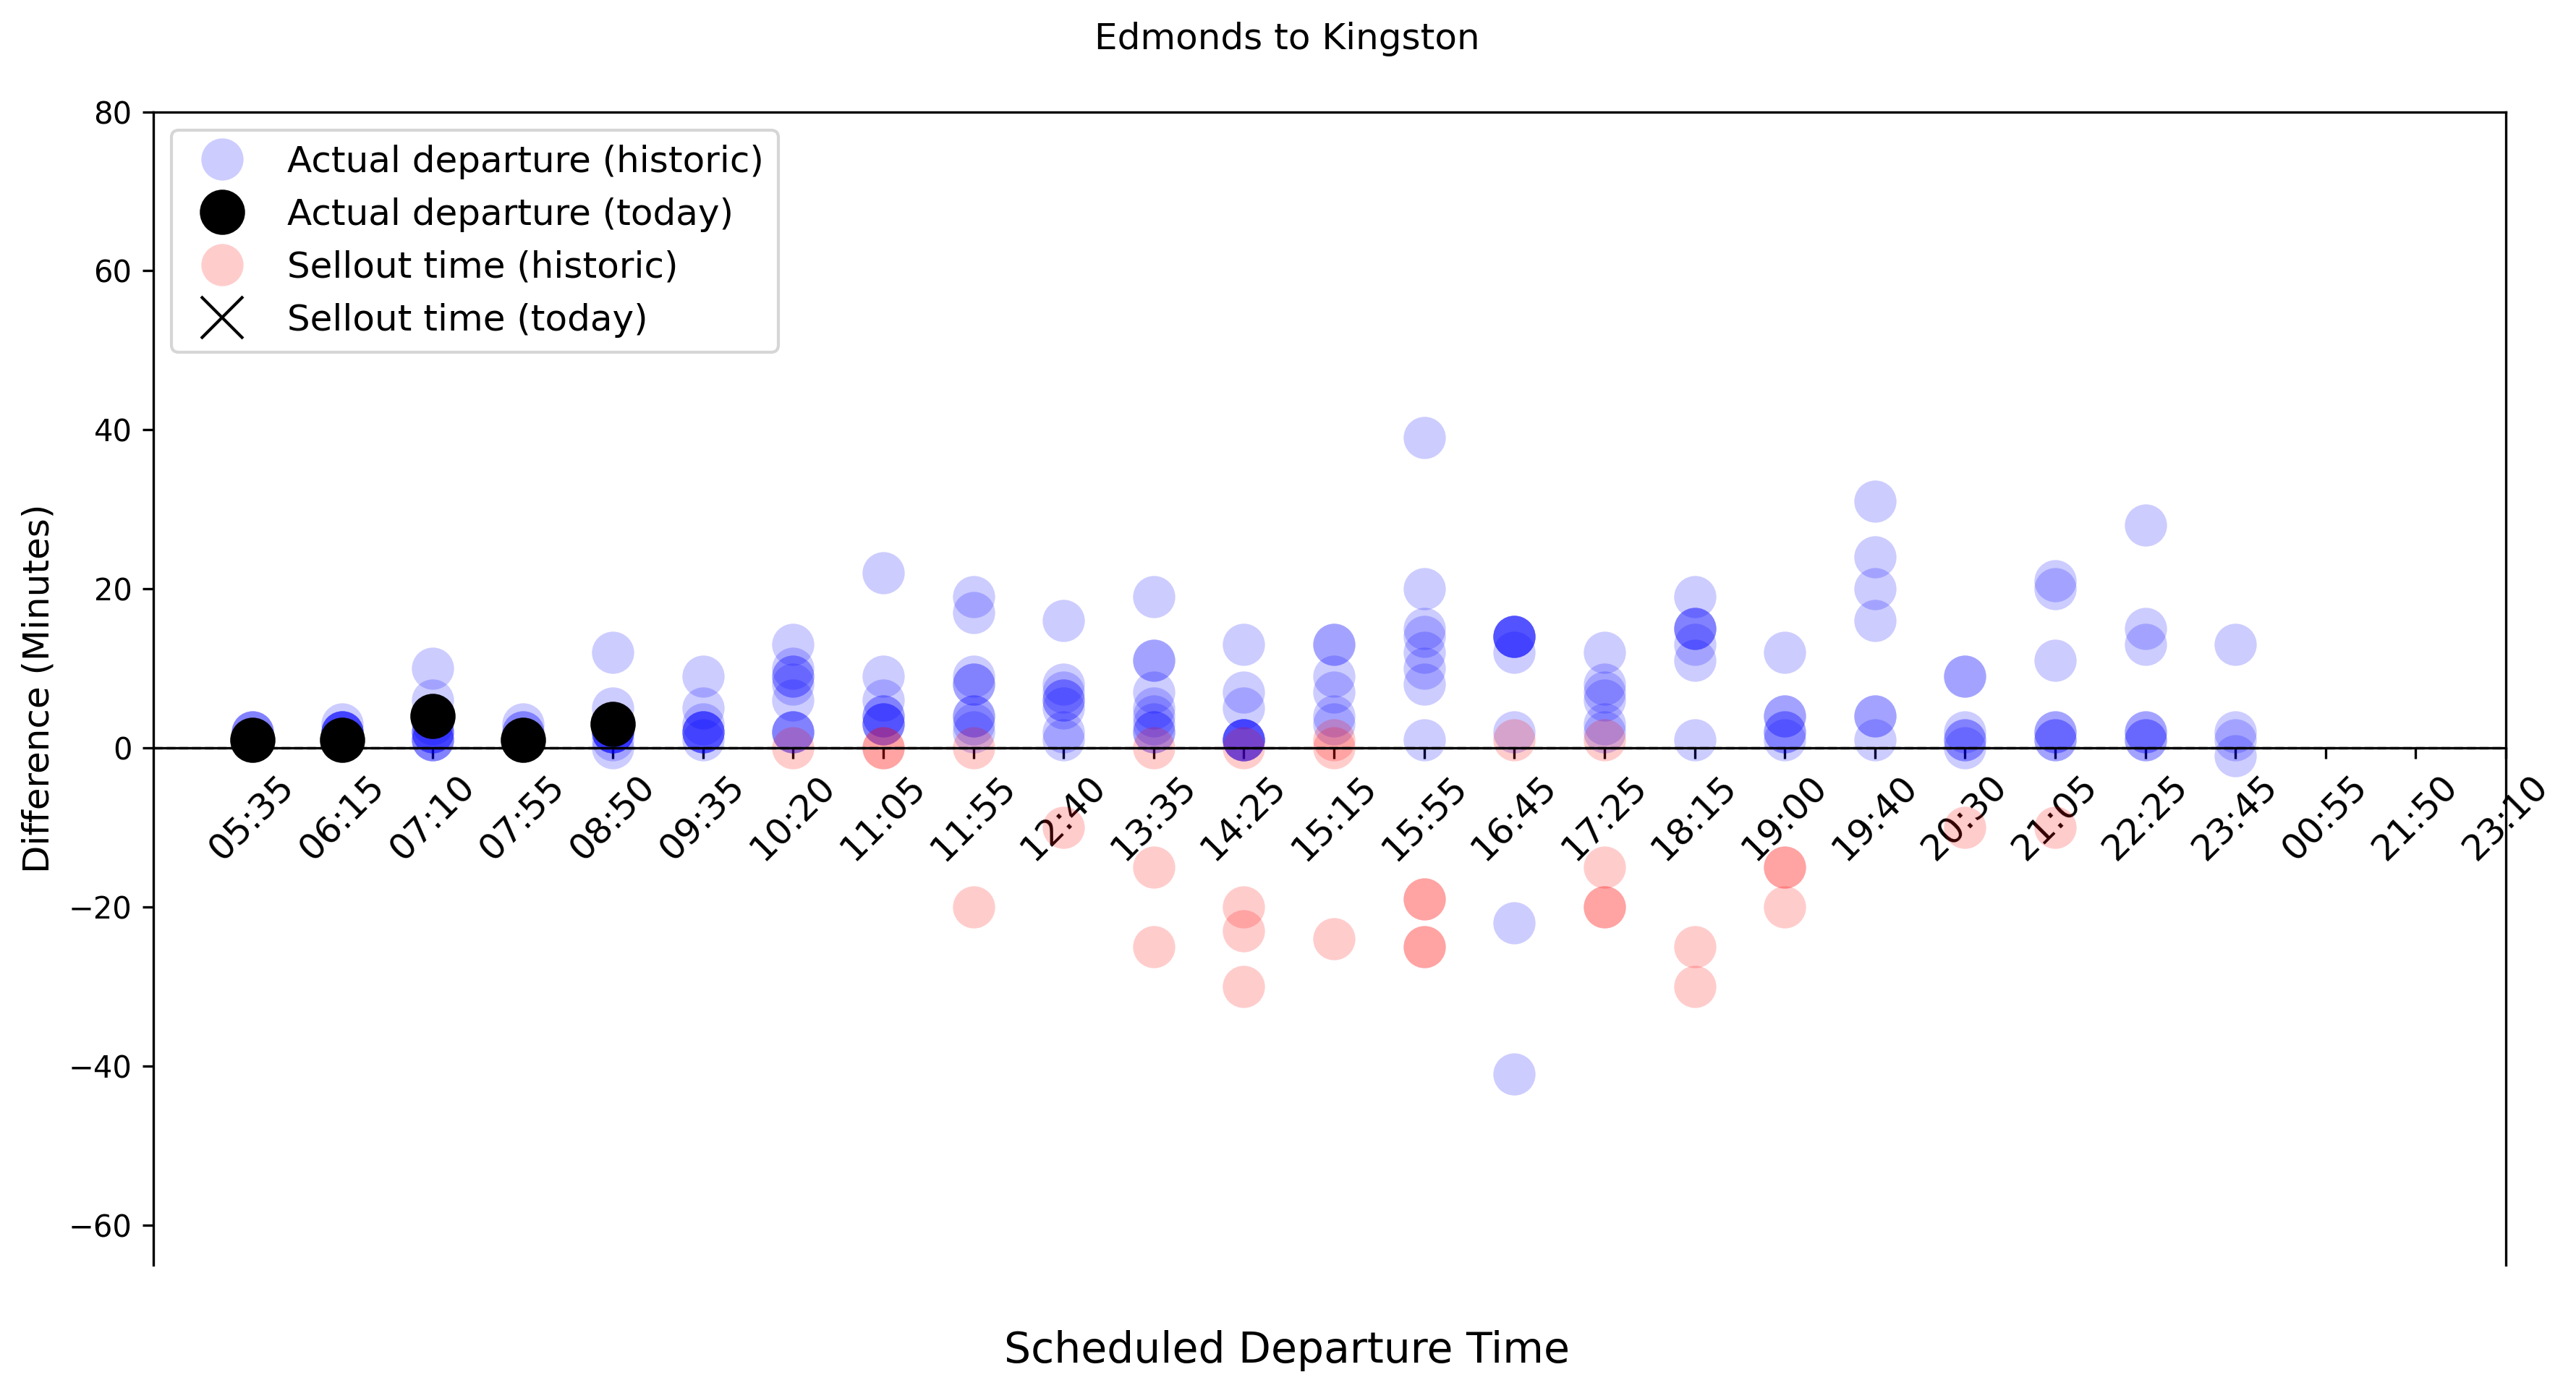 Edmonds to Kingston
80
60
40
20
0
−20
−40
−60
Difference (Minutes)
Actual departure (historic)
Actual departure (today)
Sellout time (historic)
Sellout time (today)
05:35 06:15 07:10 07:55 08:50 09:35 10:20 11:05 11:55 12:40 13:35 14:25 15:15 15:55 16:45 17:25 18:15 19:00 19:40 20:30 21:05 22:25 23:45 00:55 21:50 23:10
Scheduled Departure Time